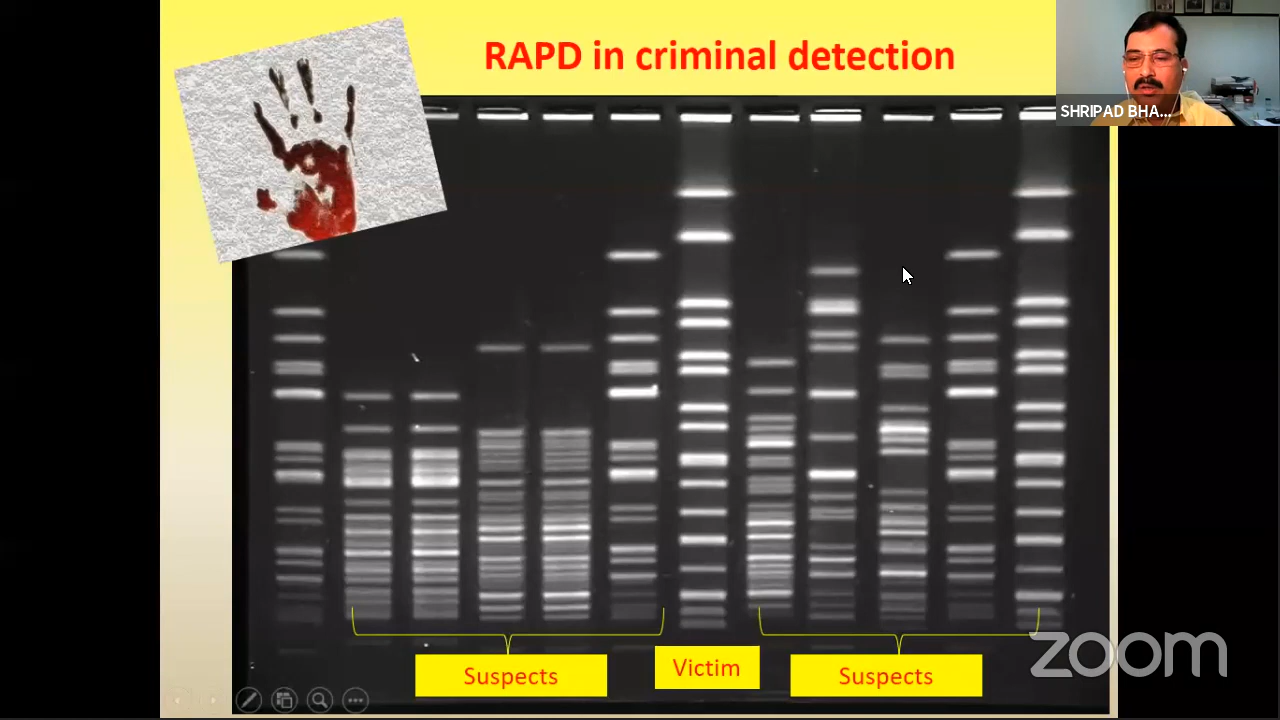 RAPD in criminal detection
SHRIPAD BHA...
Suspects
Victim
Suspects
zoom